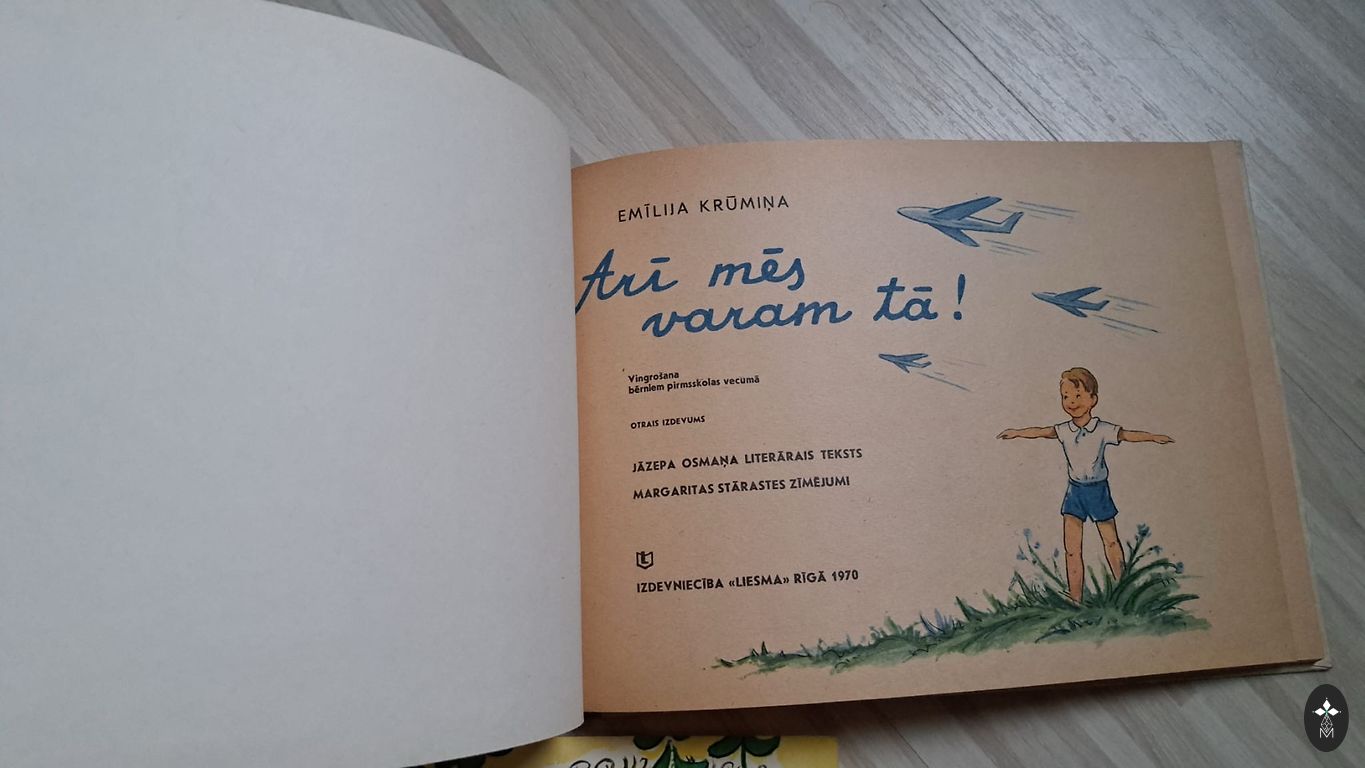 EMĪLIJA KRŪMIŅA
Arī mēs
varam tā!
Vingrošana
bērniem pirmsskolas vecumā
OTRAIS IZDEVUMS
JĀZEPA OSMAŅA LITERĀRAIS TEKSTS
MARGARITAS STĀRASTES ZĪMĒJUMI
IZDEVNIECĪBA «LIESMA» RĪGĀ 1970